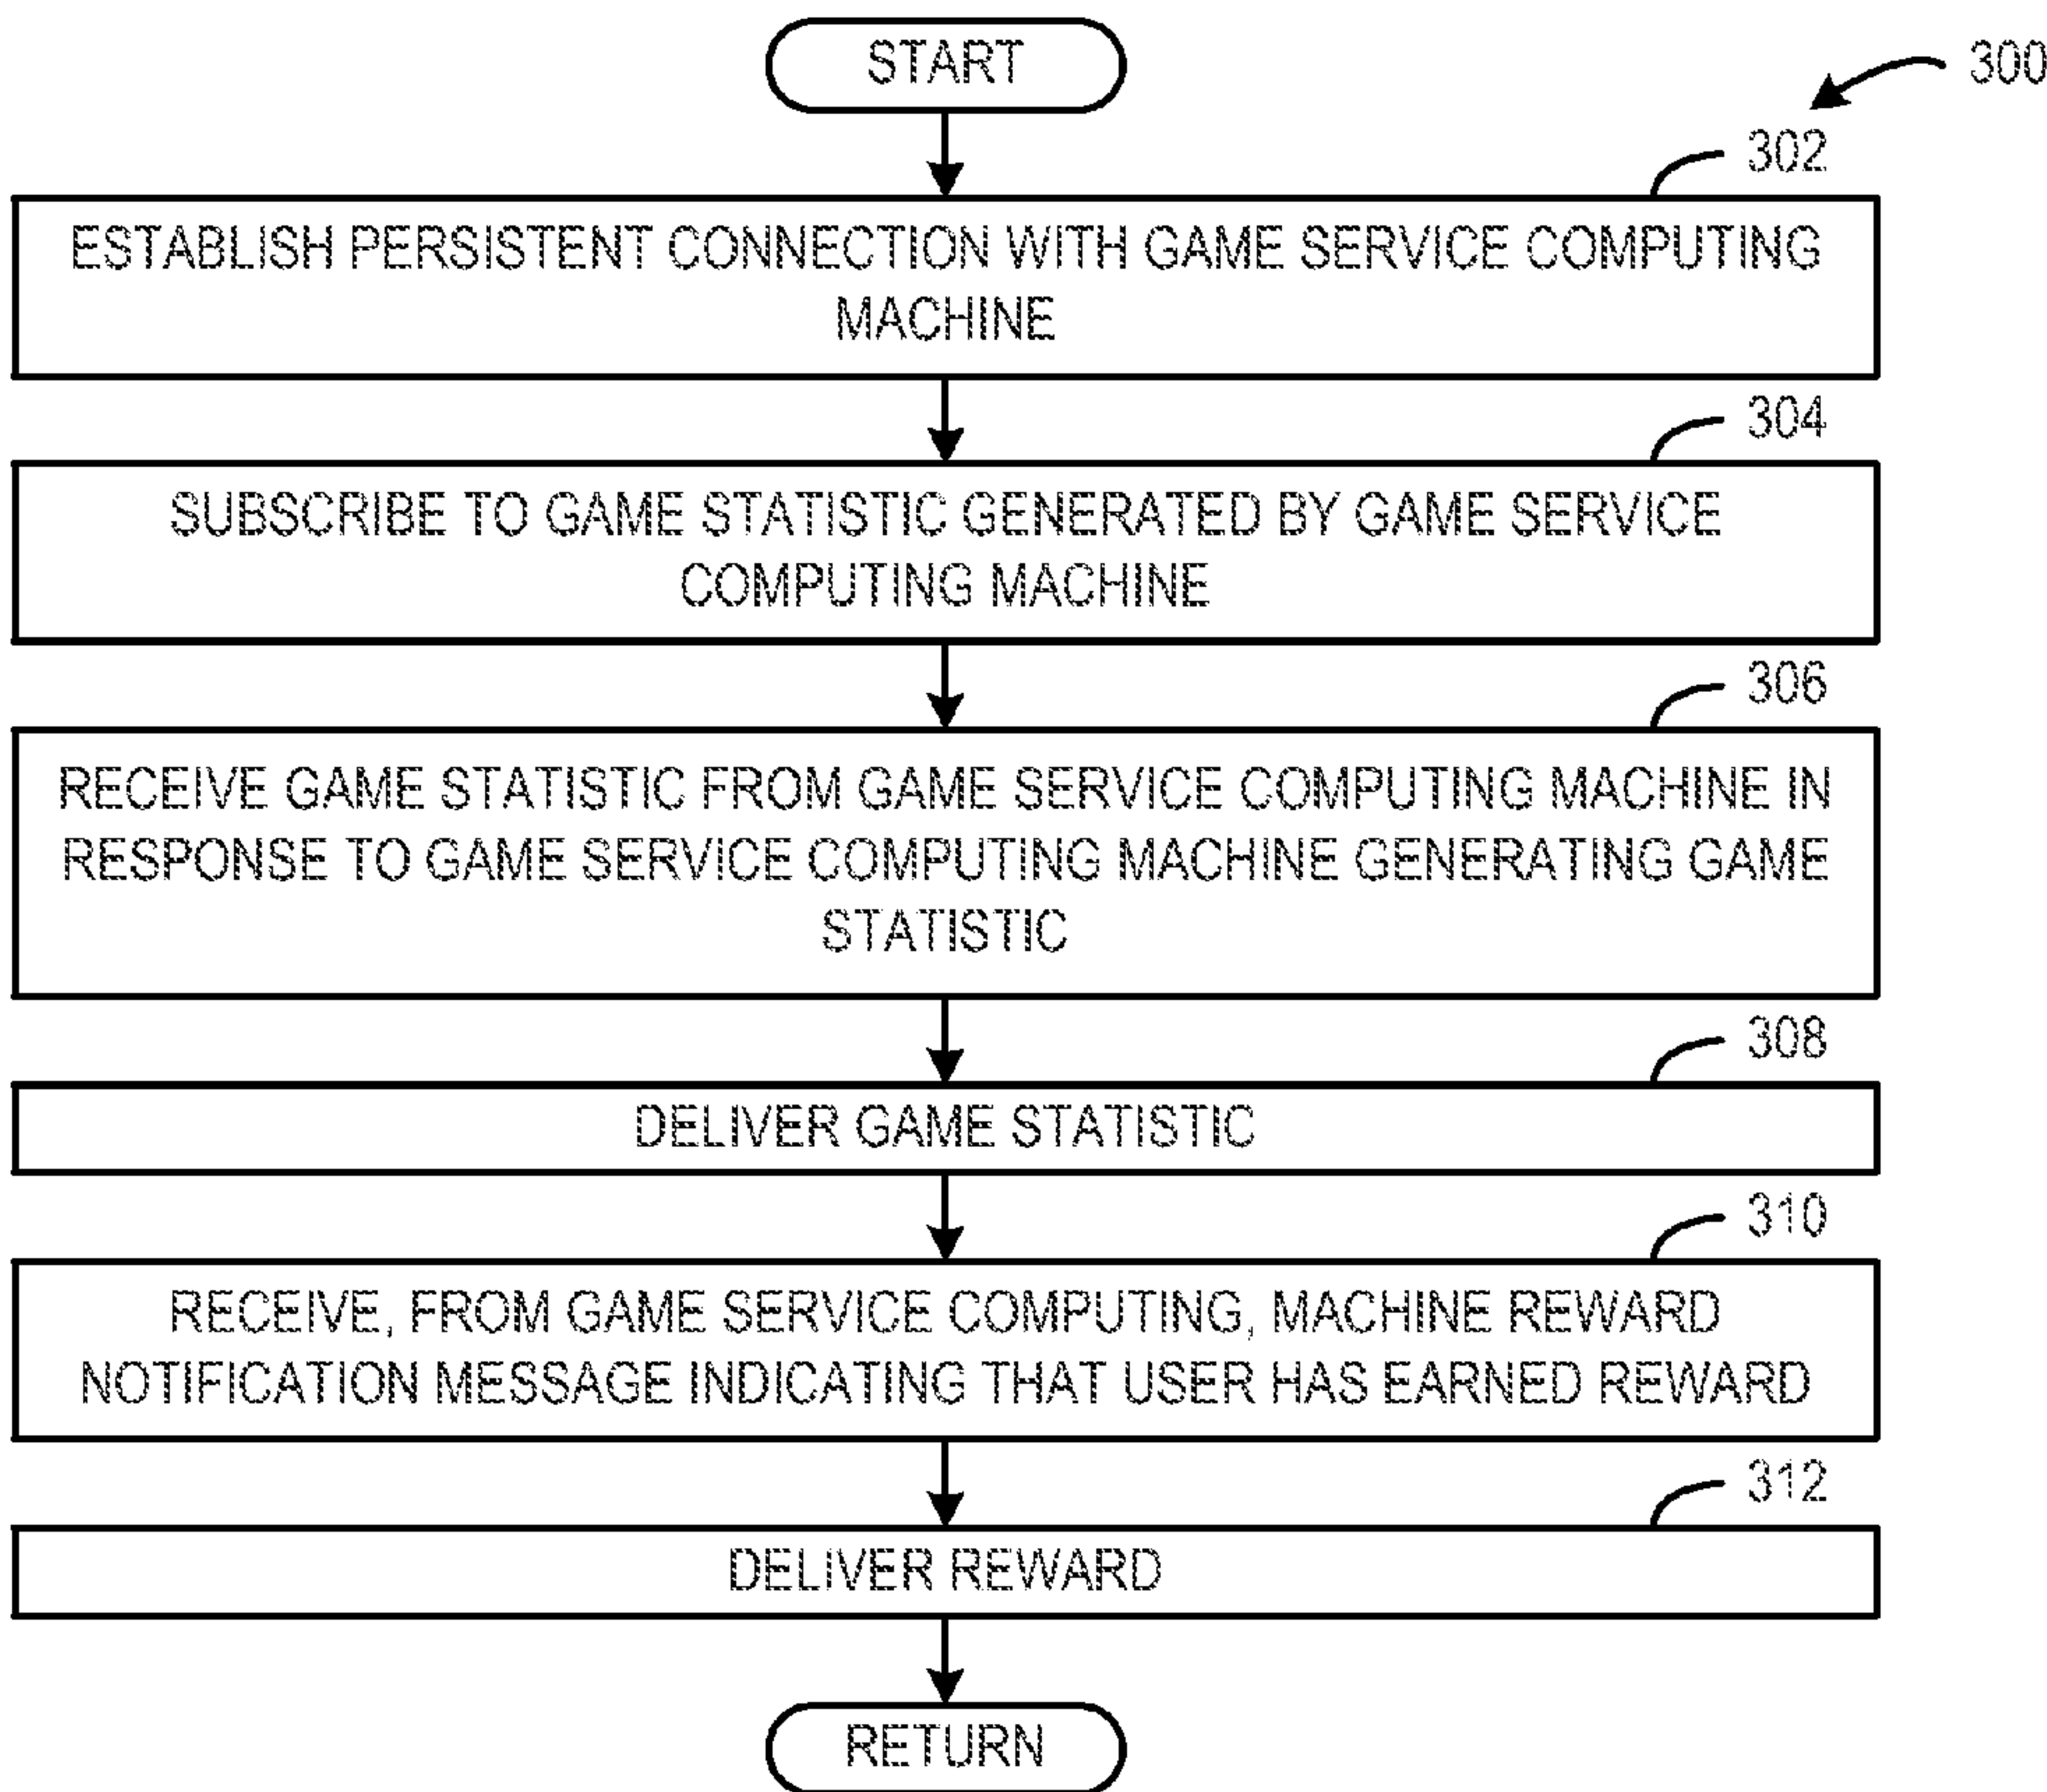 START
300
302
ESTABLISH PERSISTENT CONNECTION WITH GAME SERVICE COMPUTING
MACHINE
304
SUBSCRIBE TO GAME STATISTIC GENERATED BY GAME SERVICE
COMPUTING MACHINE
306
RECEIVE GAME STATISTIC FROM GAME SERVICE COMPUTING MACHINE IN
RESPONSE TO GAME SERVICE COMPUTING MACHINE GENERATING GAME
STATISTIC
308
DELIVER GAME STATISTIC
310
RECEIVE, FROM GAME SERVICE COMPUTING, MACHINE REWARD
NOTIFICATION MESSAGE INDICATING THAT USER HAS EARNED REWARD
312
DELIVER REWARD
RETURN